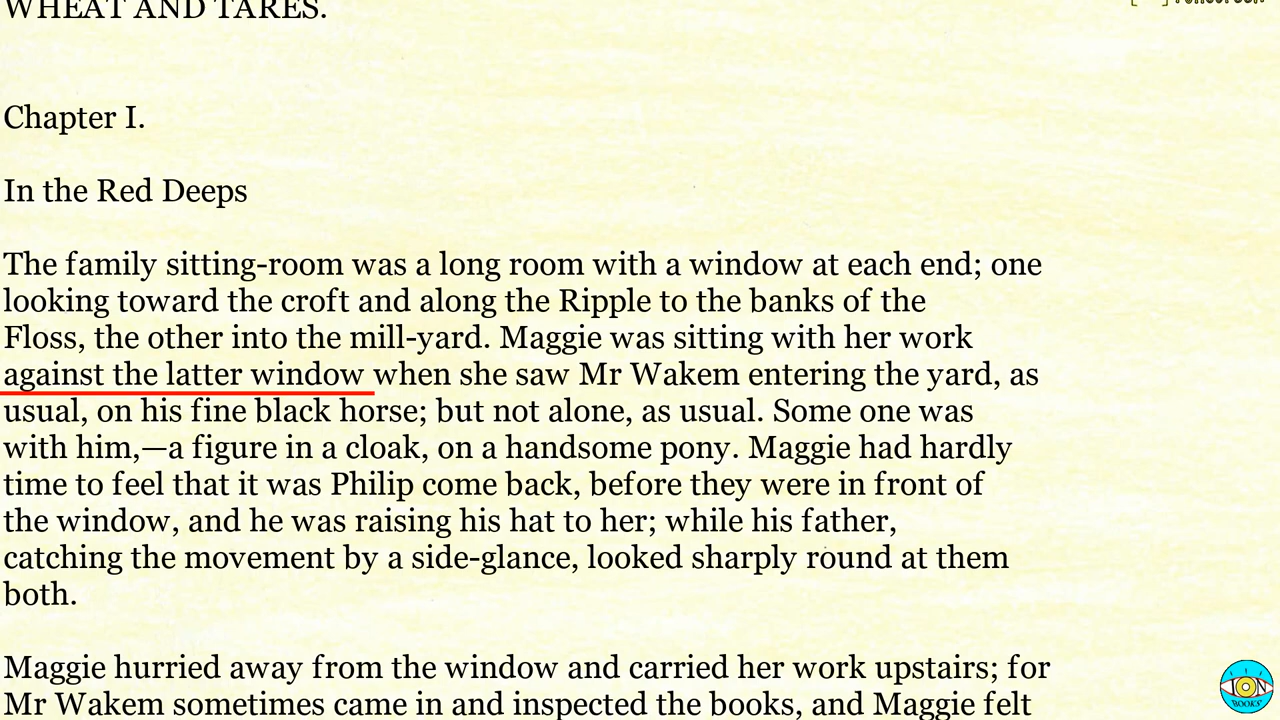 WHEAT AND TARES.
Chapter I.
In the Red Deeps
The family sitting-room was a long room with a window at each end; one
looking toward the croft and along the Ripple to the banks of the
Floss, the other into the mill-yard. Maggie was sitting with her work
against the latter window when she saw Mr Wakem entering the yard, as
usual, on his fine black horse; but not alone, as usual. Some one was
with him,—a figure in a cloak, on a handsome pony. Maggie had hardly
time to feel that it was Philip come back, before they were in front of
the window, and he was raising his hat to her; while his father,
catching the movement by a side-glance, looked sharply round at them
both.
Maggie hurried away from the window and carried her work upstairs; for
Mr Wakem sometimes came in and inspected the books, and Maggie felt
ION
BOOKS